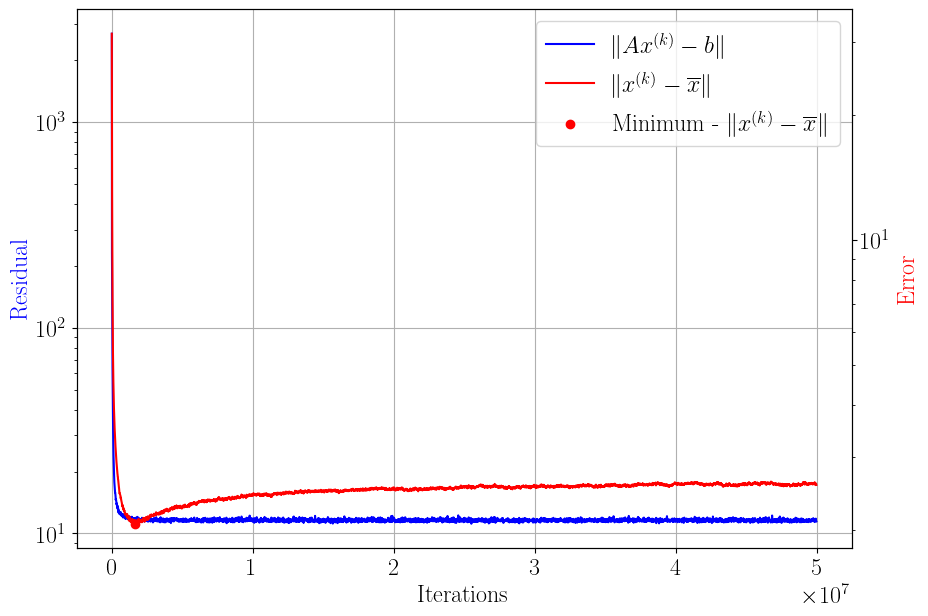 ‖Ax^{(k)} − b‖
‖x^{(k)} − x̅‖
Minimum - ‖x^{(k)} − x̅‖
10^3
10^2
10^1
Residual
10^1
Error
0 1 2 3 4 5
Iterations
×10^7